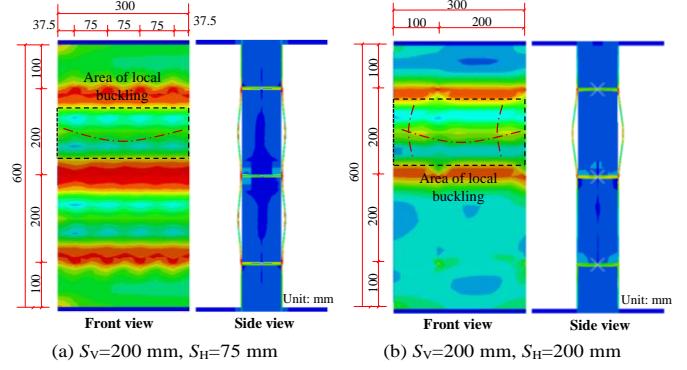 300
37.5 75 75 75 37.5
600
100
200
200
100
Area of local
buckling
Unit: mm
Front view
Side view
(a) SV=200 mm, SH=75 mm
300
100 200
600
100
200
200
100
Area of local
buckling
Unit: mm
Front view
Side view
(b) SV=200 mm, SH=200 mm